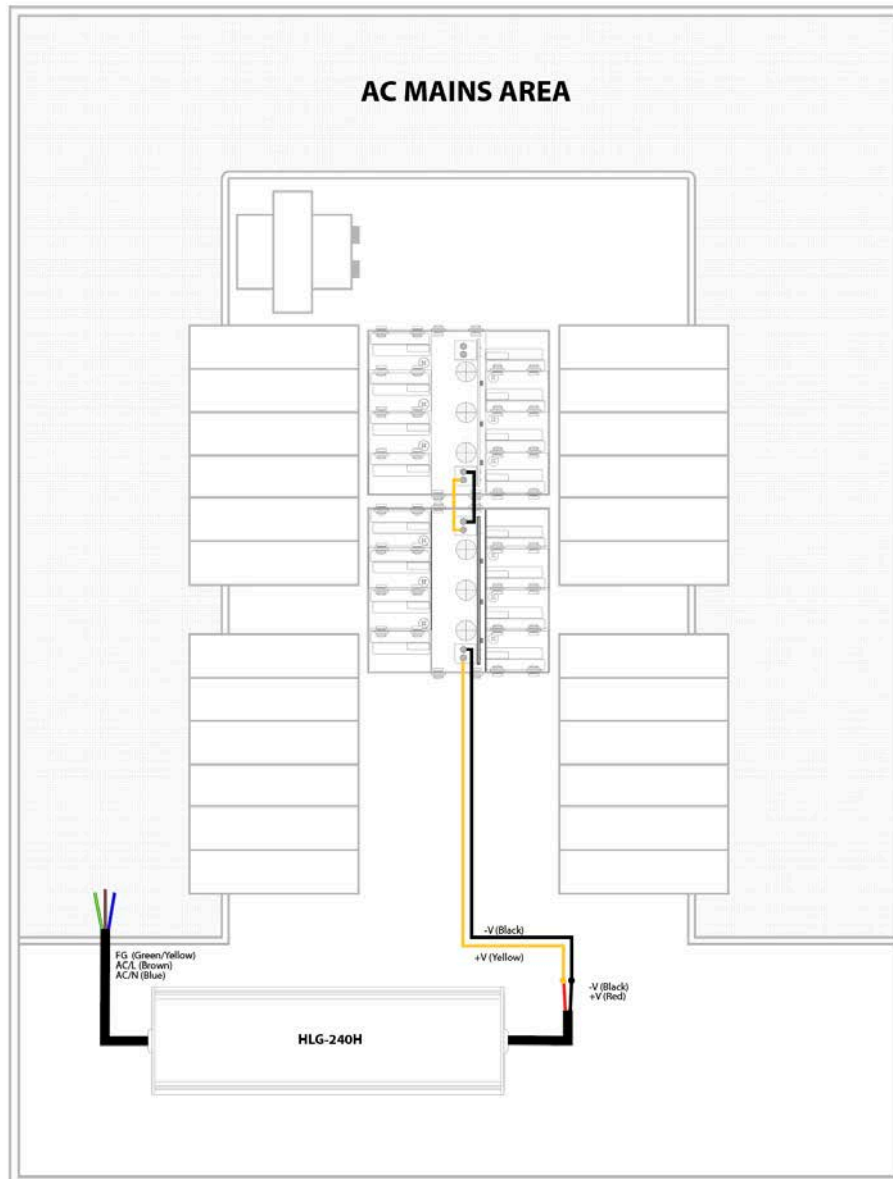 AC MAINS AREA
-V (Black)
+V (Yellow)
FG (Green/Yellow)
AC/L (Brown)
AC/N (Blue)
-V (Black)
+V (Red)
HLG-240H